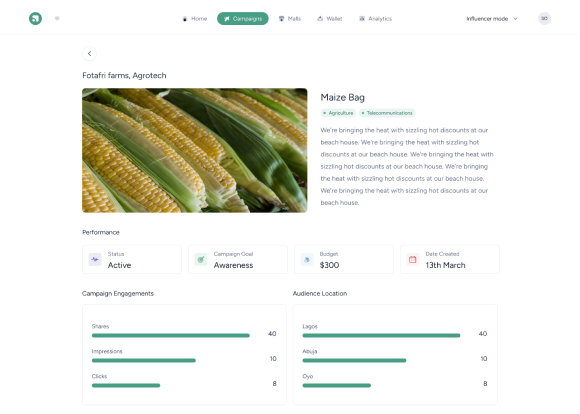 Home
Campaigns
Malls
Wallet
Analytics
Influencer mode
Fotafri farms, Agrotech
Maize Bag
Agriculture
Telecommunications
We're bringing the heat with sizzling hot discounts at our
beach house. We're bringing the heat with sizzling hot
discounts at our beach house. We're bringing the heat with
sizzling hot discounts at our beach house. We're bringing
the heat with sizzling hot discounts at our beach house.
We're bringing the heat with sizzling hot discounts at our
beach house.
Performance
Status
Active
Campaign Goal
Awareness
Budget
$300
Date Created
13th March
Campaign Engagements
Shares
40
Impressions
10
Clicks
8
Audience Location
Lagos
40
Abuja
10
Oyo
8